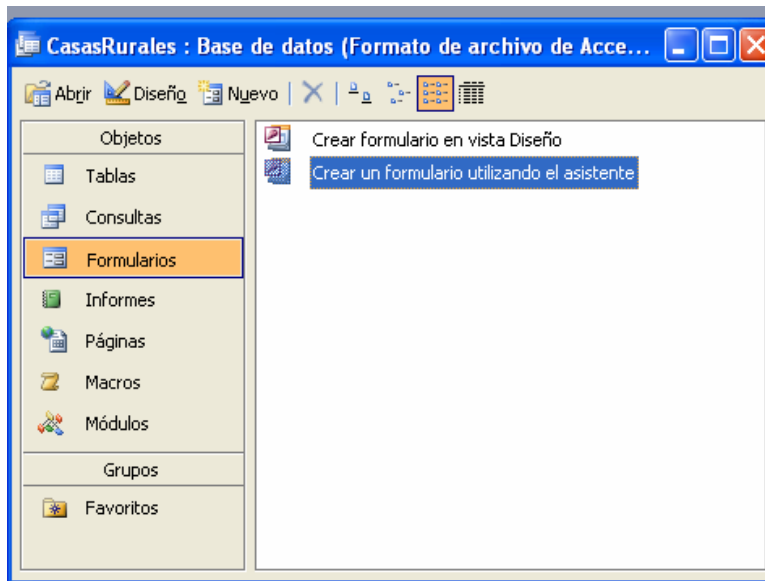 CasasRurales : Base de datos (Formato de archivo de Acce...
Abrir Diseño Nuevo
Objetos
Tablas
Consultas
Formularios
Informes
Páginas
Macros
Módulos
Grupos
Favoritos
Crear formulario en vista Diseño
Crear un formulario utilizando el asistente